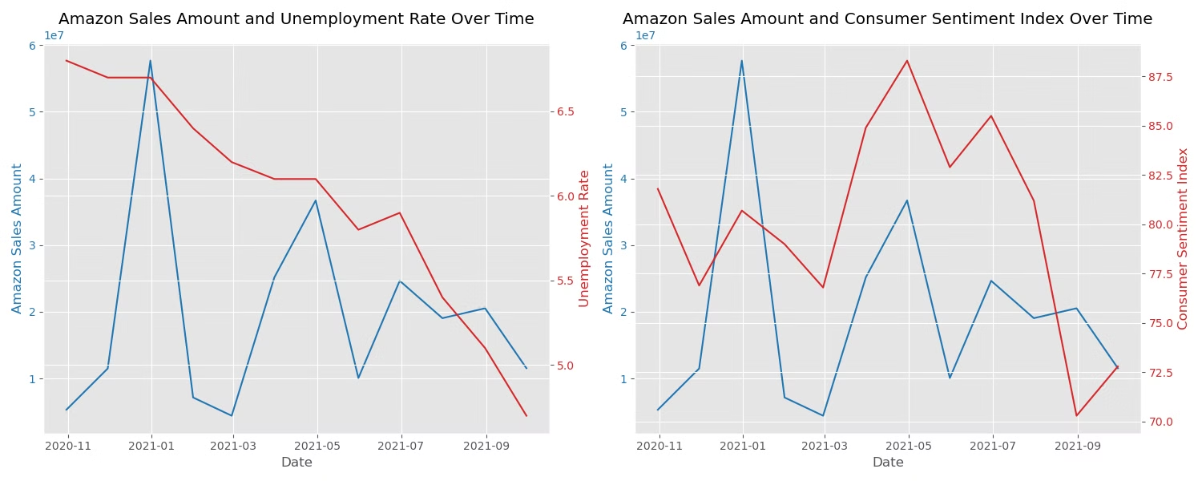 Amazon Sales Amount and Unemployment Rate Over Time
1e7
6
5
4
3
2
1
Amazon Sales Amount
6.5
6.0
5.5
5.0
Unemployment Rate
2020-11 2021-01 2021-03 2021-05 2021-07 2021-09
Date
Amazon Sales Amount and Consumer Sentiment Index Over Time
1e7
6
5
4
3
2
1
Amazon Sales Amount
87.5
85.0
82.5
80.0
77.5
75.0
72.5
70.0
Consumer Sentiment Index
2020-11 2021-01 2021-03 2021-05 2021-07 2021-09
Date